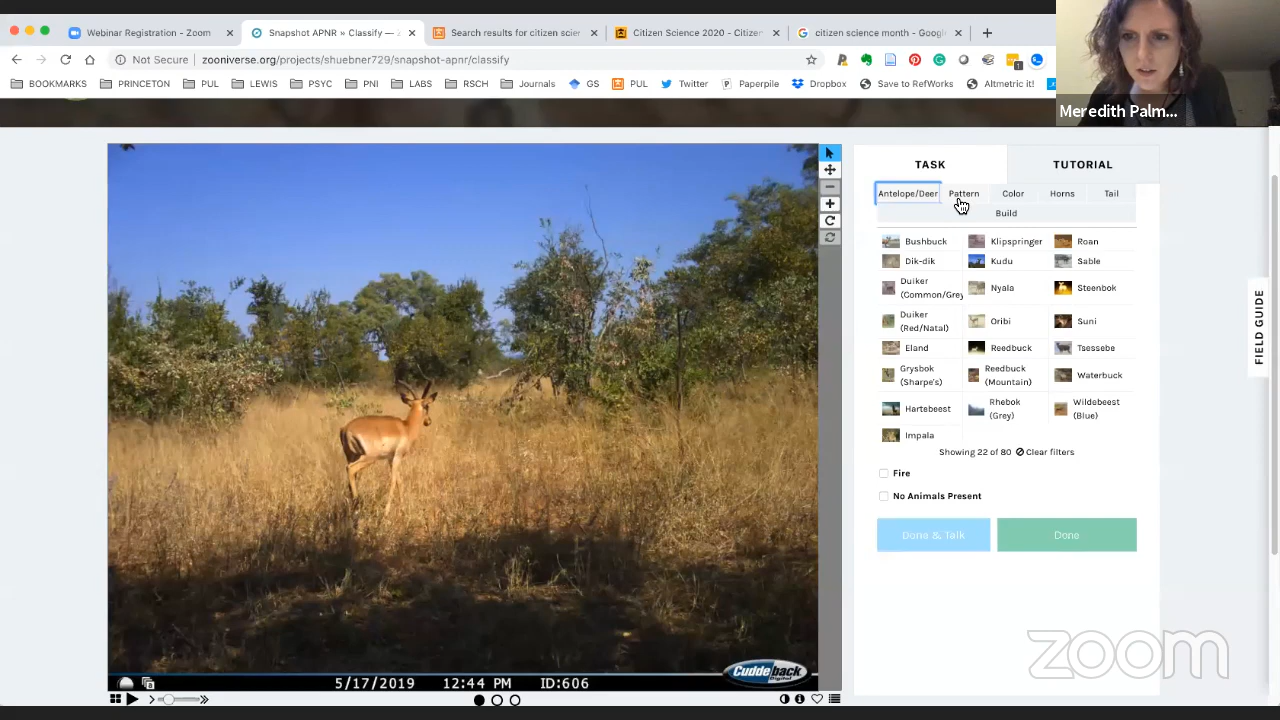 Webinar Registration - Zoom
Snapshot APNR » Classify — Z
Search results for citizen scien
Citizen Science 2020 - Citizen
citizen science month - Google
Not Secure zooniverse.org/projects/shuebner729/snapshot-apnr/classify
BOOKMARKS PRINCETON PUL LEWIS PSYC PNI LABS RSCH Journals GS PUL Twitter Paperpile Dropbox Save to RefWorks Altmetric it!
Meredith Palm...
TASK TUTORIAL
Antelope/Deer Pattern Color Horns Tail
Build
Bushbuck Klipspringer Roan
Dik-dik Kudu Sable
Duiker (Common/Grey Nyala Steenbok
Duiker (Red/Natal) Oribi Suni
Eland Reedbuck Tsessebe
Grysbok (Sharpe's) Reedbuck (Mountain) Waterbuck
Hartebeest Rhebok (Grey) Wildebeest (Blue)
Impala
Showing 22 of 80 Clear filters
Fire
No Animals Present
Done & Talk Done
FIELD GUIDE
Cuddeback Digital
5/17/2019 12:44 PM ID:606
zoom